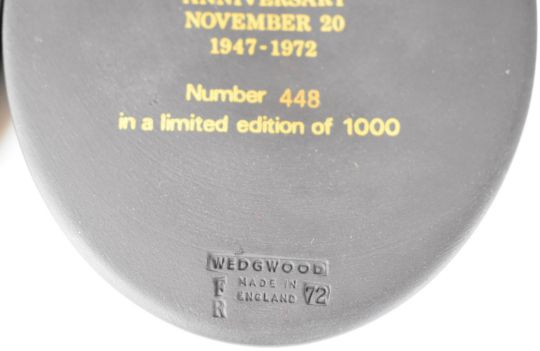 ANNIVERSARY
NOVEMBER 20
1947-1972
Number 448
in a limited edition of 1000
WEDGWOOD
F MADE IN 72
R ENGLAND